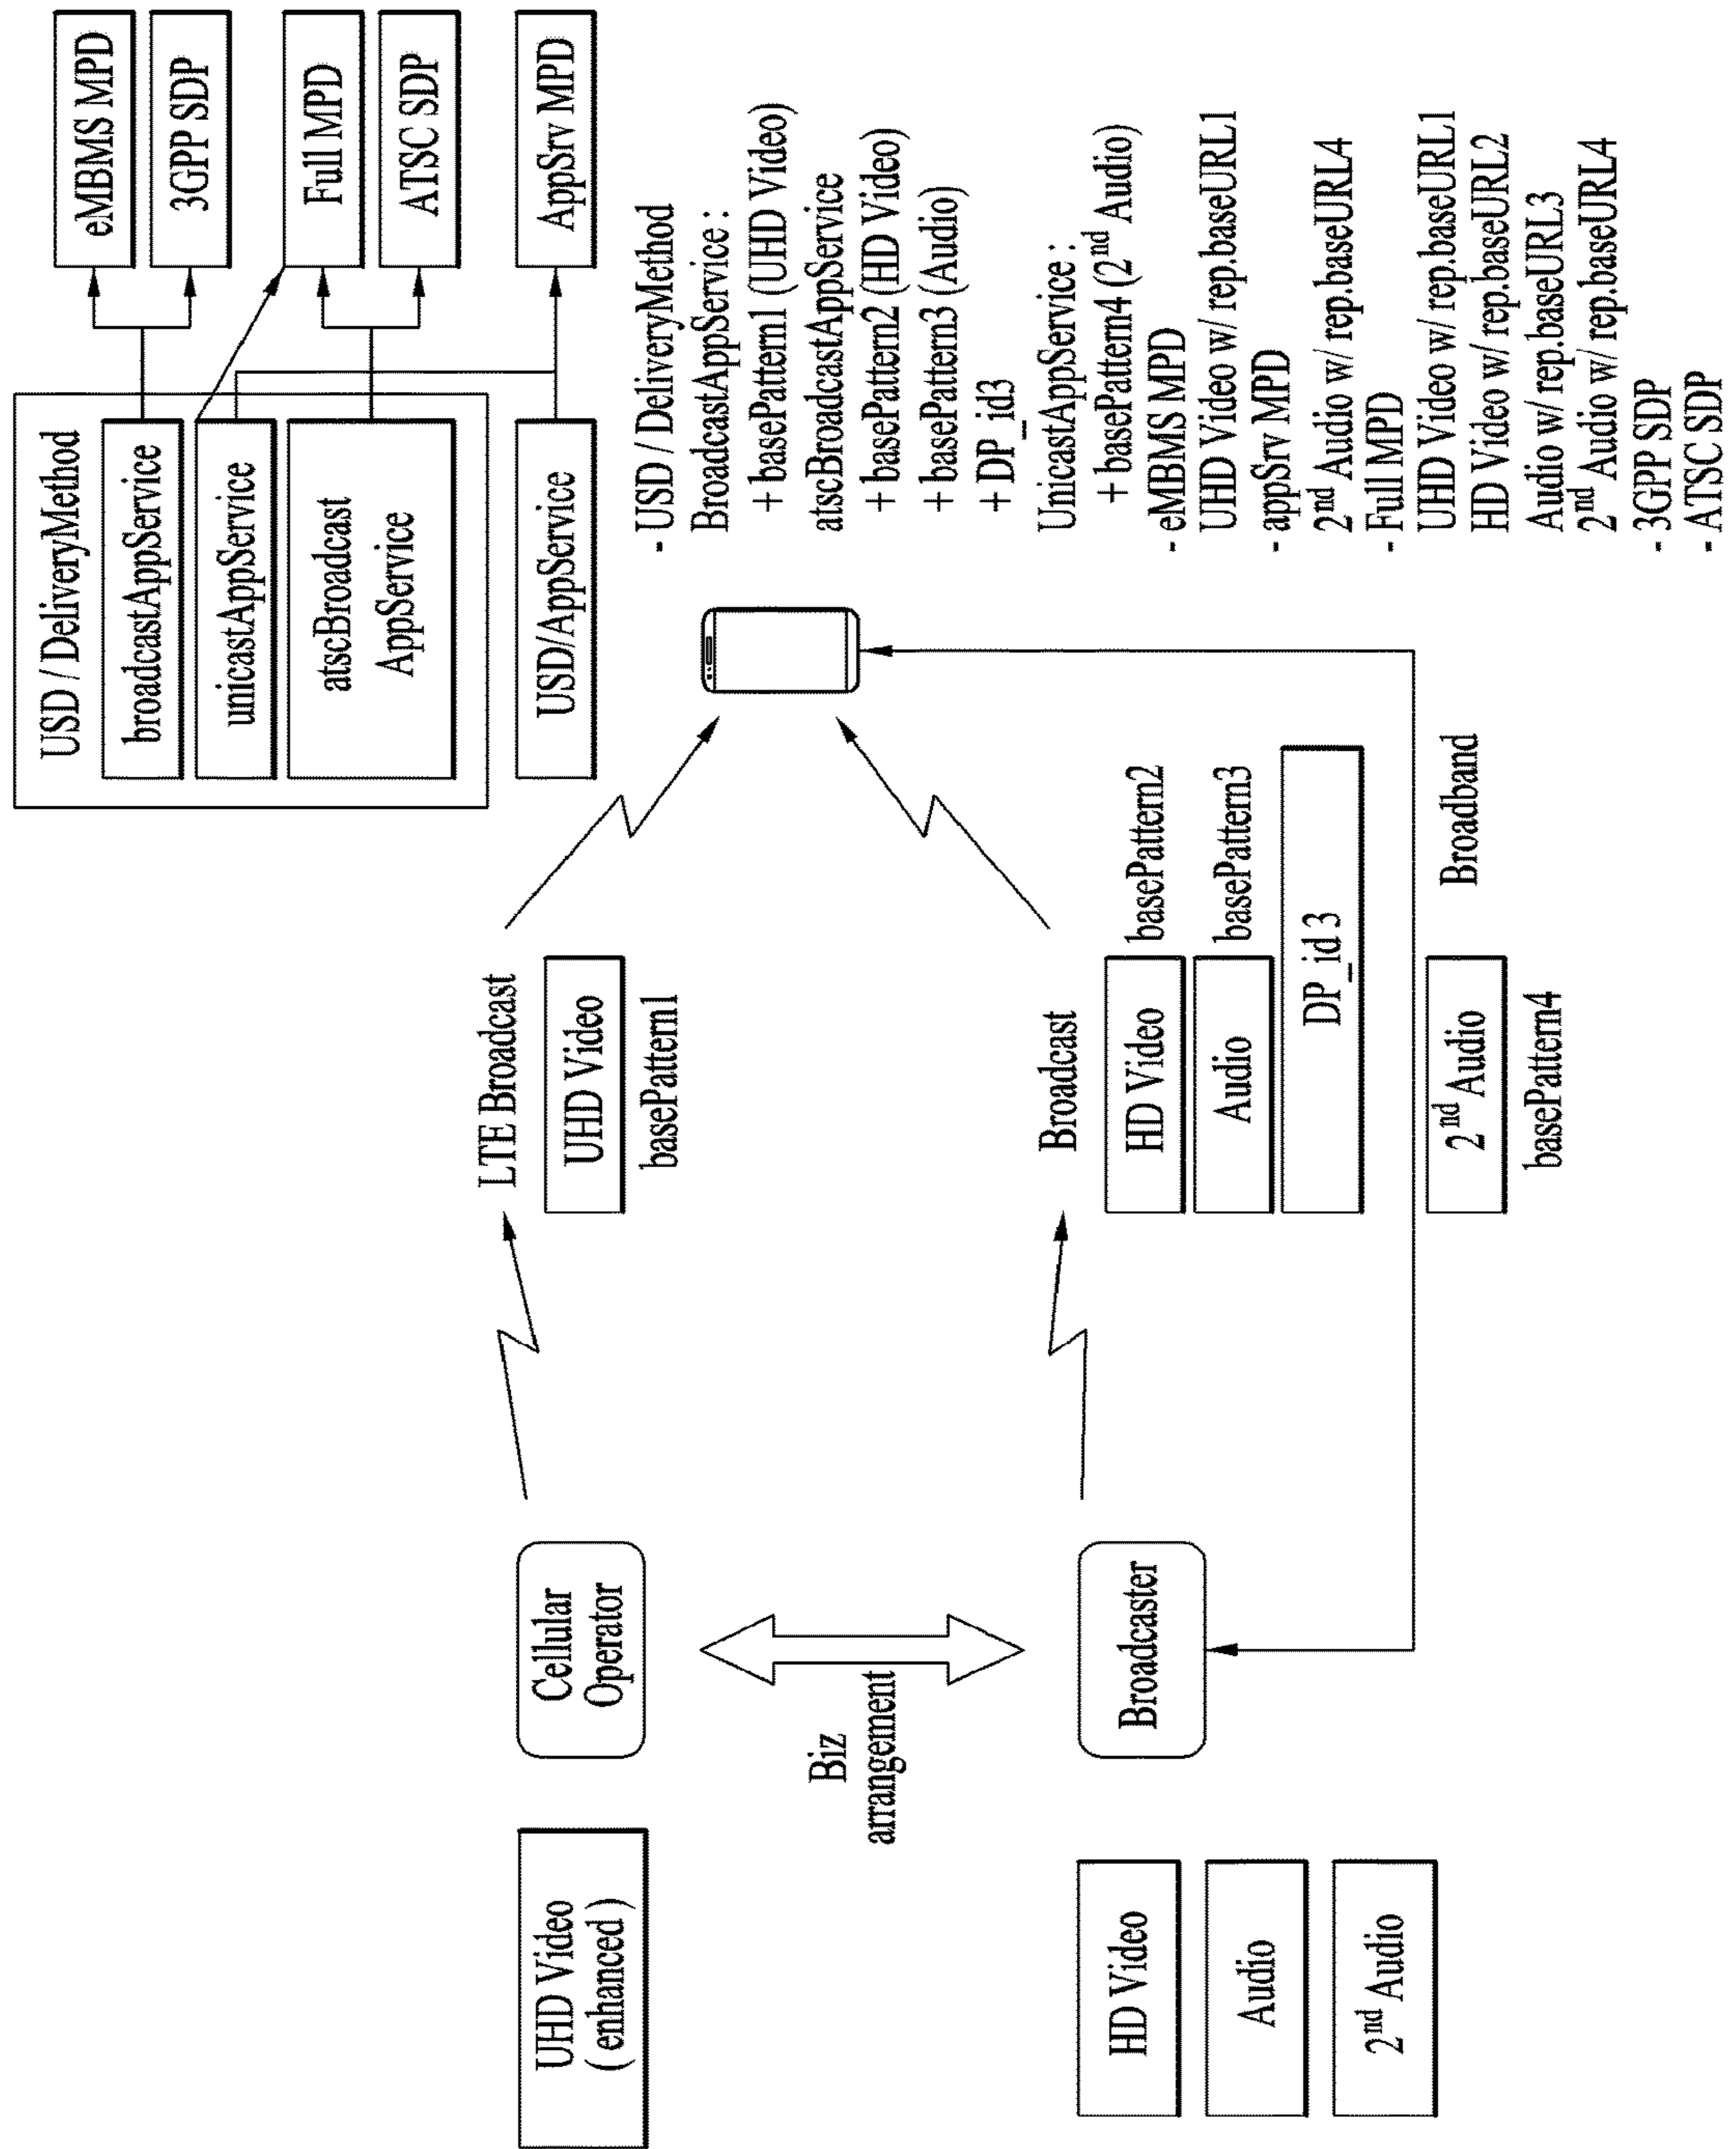 UHD Video
( enhanced )
HD Video
Audio
2nd Audio
Cellular
Operator
Biz
arrangement
Broadcaster
LTE Broadcast
UHD Video
basePattern1
Broadcast
HD Video
basePattern2
Audio
basePattern3
DP_id 3
2nd Audio
Broadband
basePattern4
USD / DeliveryMethod
broadcastAppService
unicastAppService
atscBroadcast
AppService
USD/AppService
eMBMS MPD
3GPP SDP
Full MPD
ATSC SDP
AppSrv MPD
- USD / DeliveryMethod
BroadcastAppService :
+ basePattern1 (UHD Video)
atscBroadcastAppService
+ basePattern2 (HD Video)
+ basePattern3 (Audio)
+ DP_id3
UnicastAppService :
+ basePattern4 (2nd Audio)
- eMBMS MPD
UHD Video w/ rep.baseURL1
- appSrv MPD
2nd Audio w/ rep.baseURL4
- Full MPD
UHD Video w/ rep.baseURL1
HD Video w/ rep.baseURL2
Audio w/ rep.baseURL3
2nd Audio w/ rep.baseURL4
- 3GPP SDP
- ATSC SDP